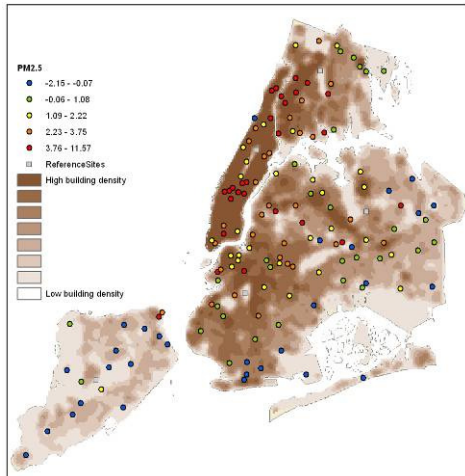 PM2.5
-2.15 - -0.07
-0.06 - 1.08
1.09 - 2.22
2.23 - 3.75
3.76 - 11.57
ReferenceSites
High building density
Low building density